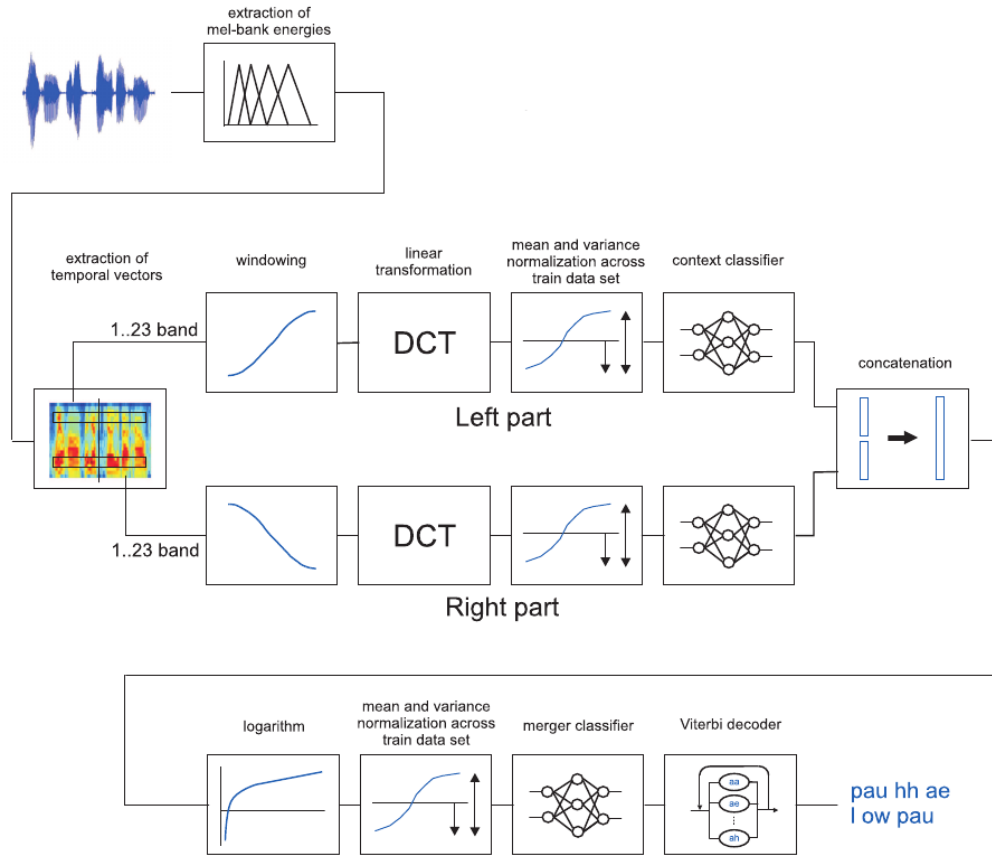 extraction of
mel-bank energies
extraction of
temporal vectors
windowing
linear
transformation
mean and variance
normalization across
train data set
context classifier
1..23 band
DCT
concatenation
Left part
1..23 band
DCT
Right part
logarithm
mean and variance
normalization across
train data set
merger classifier
Viterbi decoder
aa
ae
⋮
ah
pau hh ae
l ow pau